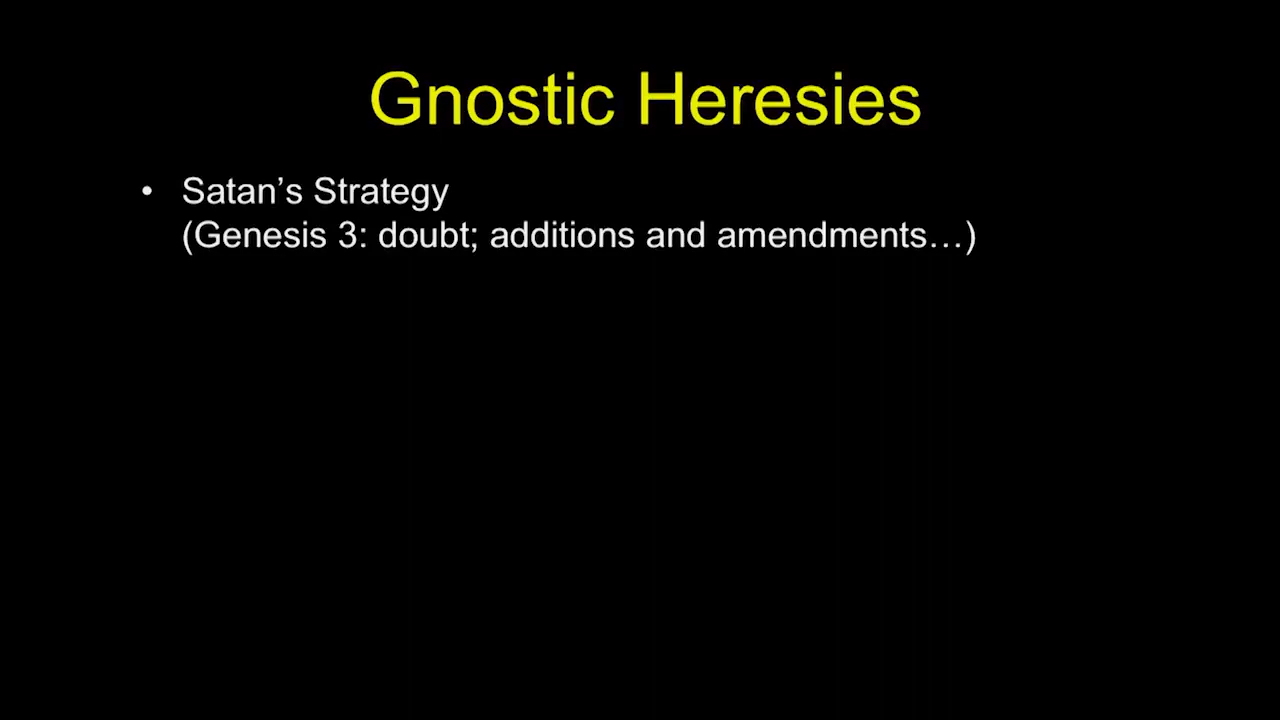 Gnostic Heresies
• Satan’s Strategy
(Genesis 3: doubt; additions and amendments…)